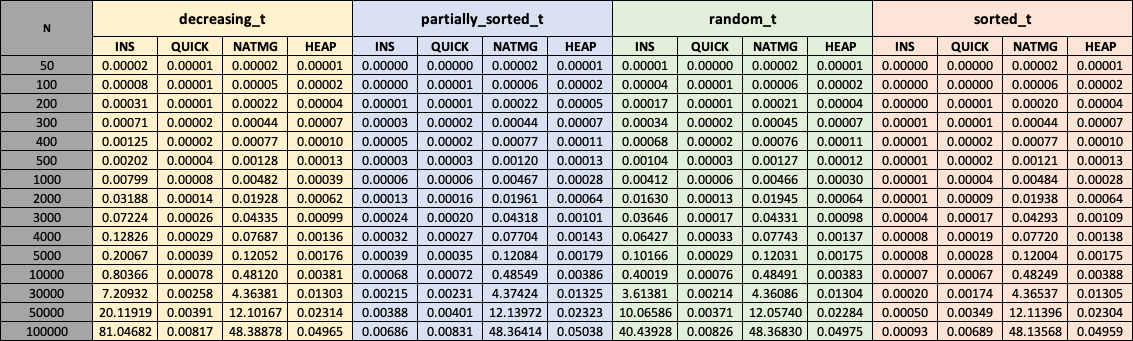 N decreasing_t partially_sorted_t random_t sorted_t
INS QUICK NATMG HEAP INS QUICK NATMG HEAP INS QUICK NATMG HEAP INS QUICK NATMG HEAP
50 0.00002 0.00001 0.00002 0.00001 0.00000 0.00000 0.00002 0.00001 0.00001 0.00000 0.00002 0.00001 0.00000 0.00000 0.00002 0.00001
100 0.00008 0.00001 0.00005 0.00002 0.00000 0.00001 0.00006 0.00002 0.00004 0.00001 0.00006 0.00002 0.00000 0.00000 0.00006 0.00002
200 0.00031 0.00001 0.00022 0.00004 0.00001 0.00001 0.00022 0.00005 0.00017 0.00001 0.00021 0.00004 0.00000 0.00001 0.00020 0.00004
300 0.00071 0.00002 0.00044 0.00007 0.00003 0.00002 0.00044 0.00007 0.00034 0.00002 0.00045 0.00007 0.00001 0.00001 0.00044 0.00007
400 0.00125 0.00002 0.00077 0.00010 0.00005 0.00002 0.00077 0.00011 0.00068 0.00002 0.00076 0.00011 0.00001 0.00002 0.00077 0.00010
500 0.00202 0.00004 0.00128 0.00013 0.00003 0.00003 0.00120 0.00013 0.00104 0.00003 0.00127 0.00012 0.00001 0.00002 0.00121 0.00013
1000 0.00799 0.00008 0.00482 0.00039 0.00006 0.00006 0.00467 0.00028 0.00412 0.00006 0.00466 0.00030 0.00001 0.00004 0.00484 0.00028
2000 0.03188 0.00014 0.01928 0.00062 0.00013 0.00016 0.01961 0.00064 0.01630 0.00013 0.01945 0.00064 0.00001 0.00009 0.01938 0.00064
3000 0.07224 0.00026 0.04335 0.00099 0.00024 0.00020 0.04318 0.00101 0.03646 0.00017 0.04331 0.00098 0.00004 0.00017 0.04293 0.00109
4000 0.12826 0.00029 0.07687 0.00136 0.00032 0.00027 0.07704 0.00143 0.06427 0.00033 0.07743 0.00137 0.00008 0.00019 0.07720 0.00138
5000 0.20067 0.00039 0.12052 0.00176 0.00039 0.00035 0.12084 0.00179 0.10166 0.00029 0.12031 0.00175 0.00008 0.00028 0.12004 0.00175
10000 0.80366 0.00078 0.48120 0.00381 0.00068 0.00072 0.48549 0.00386 0.40019 0.00076 0.48491 0.00383 0.00007 0.00067 0.48249 0.00388
30000 7.20932 0.00258 4.36381 0.01303 0.00215 0.00231 4.37424 0.01325 3.61381 0.00214 4.36086 0.01304 0.00020 0.00174 4.36537 0.01305
50000 20.11919 0.00391 12.10167 0.02314 0.00388 0.00401 12.13972 0.02323 10.06586 0.00371 12.05740 0.02284 0.00050 0.00349 12.11396 0.02304
100000 81.04682 0.00817 48.38878 0.04965 0.00686 0.00831 48.36414 0.05038 40.43928 0.00826 48.36830 0.04975 0.00093 0.00689 48.13568 0.04959